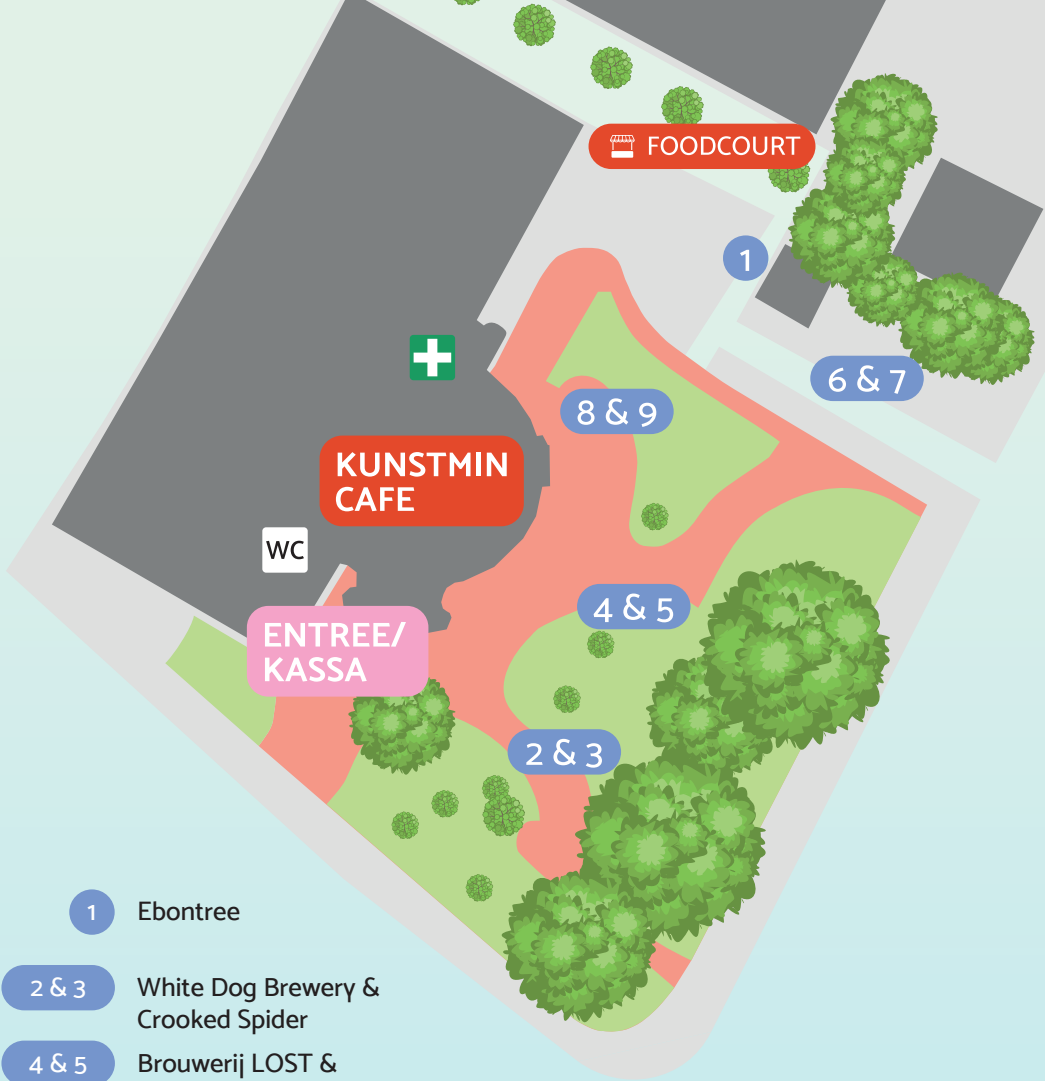 FOODCOURT
1
6 & 7
8 & 9
KUNSTMIN
CAFE
WC
4 & 5
ENTREE/
KASSA
2 & 3
1 Ebontree
2 & 3 White Dog Brewery &
Crooked Spider
4 & 5 Brouwerij LOST &